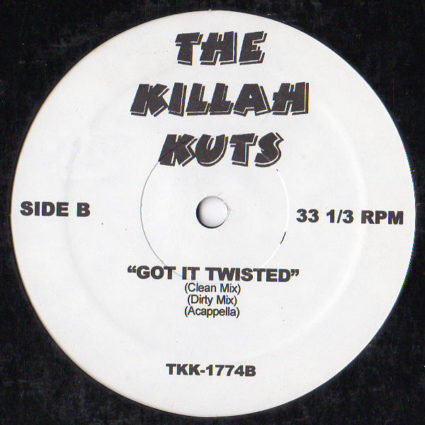 THE
KILLAH
KUTS
SIDE B
33 1/3 RPM
“GOT IT TWISTED”
(Clean Mix)
(Dirty Mix)
(Acappella)
TKK-1774B